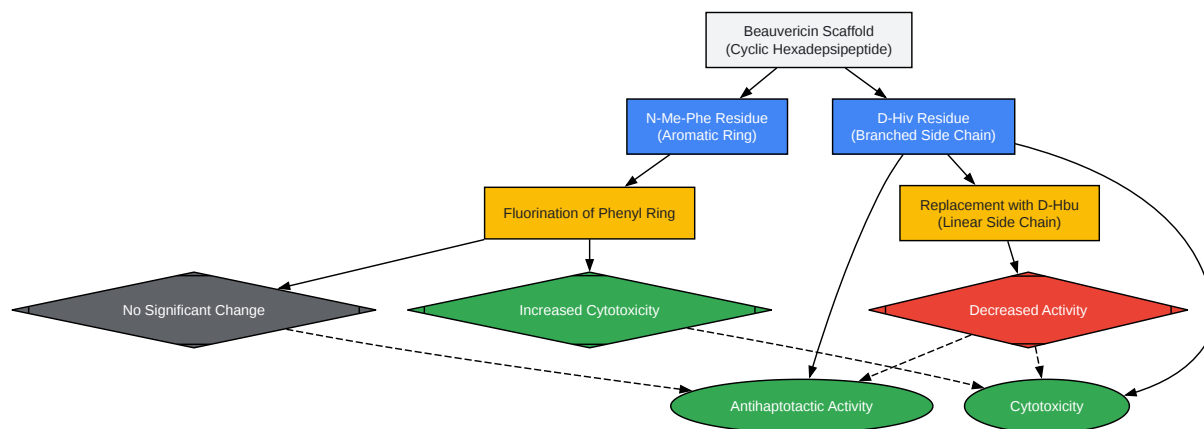 Beauvericin Scaffold
(Cyclic Hexadepsipeptide)
N-Me-Phe Residue
(Aromatic Ring)
D-Hiv Residue
(Branched Side Chain)
Fluorination of Phenyl Ring
Replacement with D-Hbu
(Linear Side Chain)
No Significant Change
Increased Cytotoxicity
Decreased Activity
Antihaptotactic Activity
Cytotoxicity